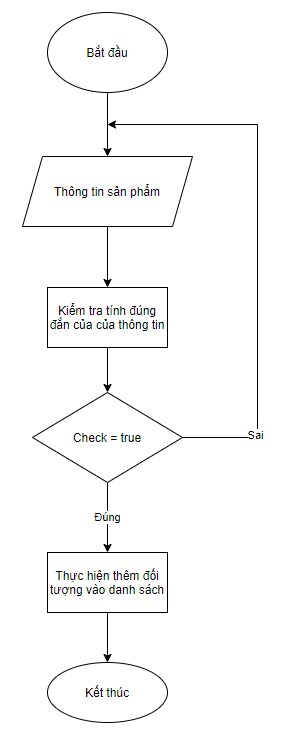 Bắt đầu
Thông tin sản phẩm
Kiểm tra tính đúng
đắn của của thông tin
Check = true
Sai
Đúng
Thực hiện thêm đối
tượng vào danh sách
Kết thúc